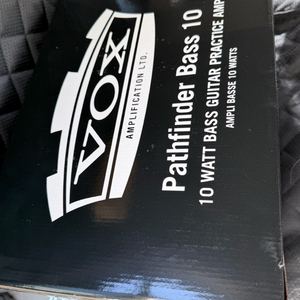 VOX
AMPLIFICATION LTD.
Pathfinder Bass 10
10 WATT BASS GUITAR PRACTICE AMP
AMPLI BASSE 10 WATTS